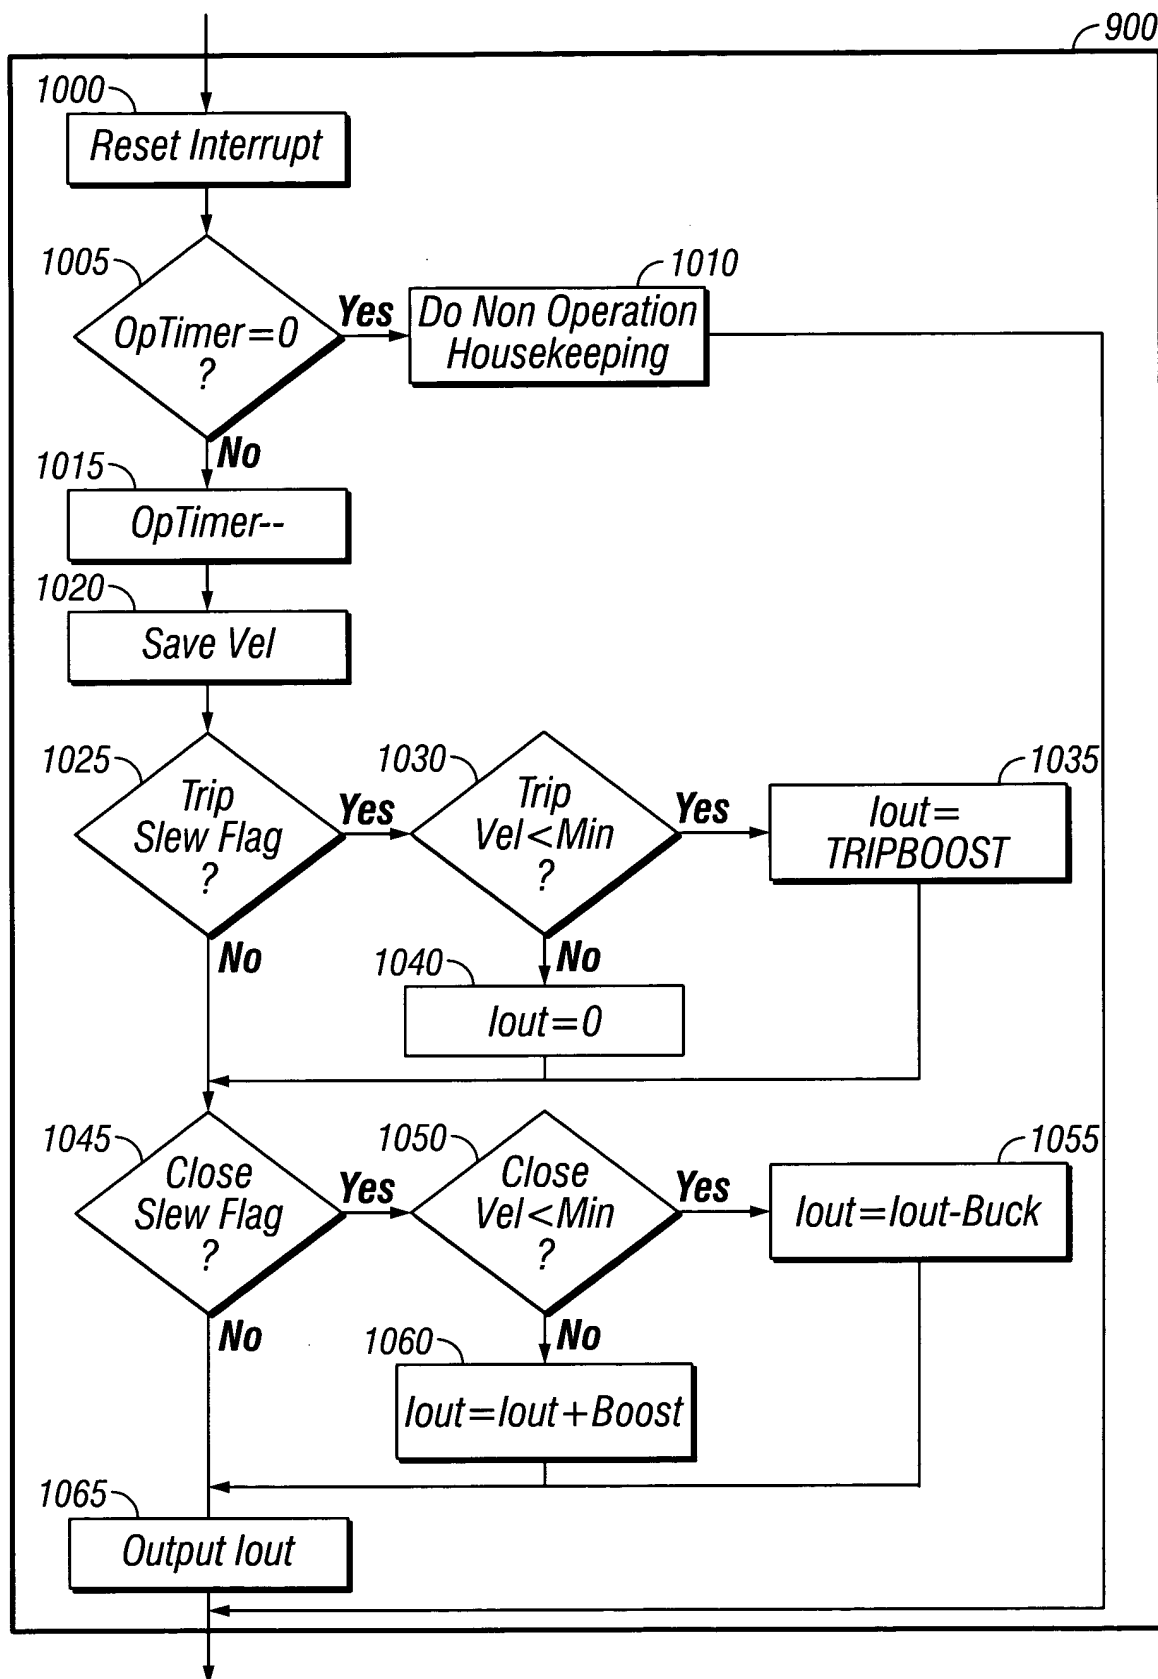 900
1000
Reset Interrupt
1005
OpTimer=0
?
Yes
1010
Do Non Operation
Housekeeping
No
1015
OpTimer--
1020
Save Vel
1025
Trip
Slew Flag
?
Yes
1030
Trip
Vel<Min
?
Yes
1035
Iout=
TRIPBOOST
No
No
1040
Iout=0
1045
Close
Slew Flag
?
Yes
1050
Close
Vel<Min
?
Yes
1055
Iout=Iout-Buck
No
No
1060
Iout=Iout+Boost
1065
Output Iout